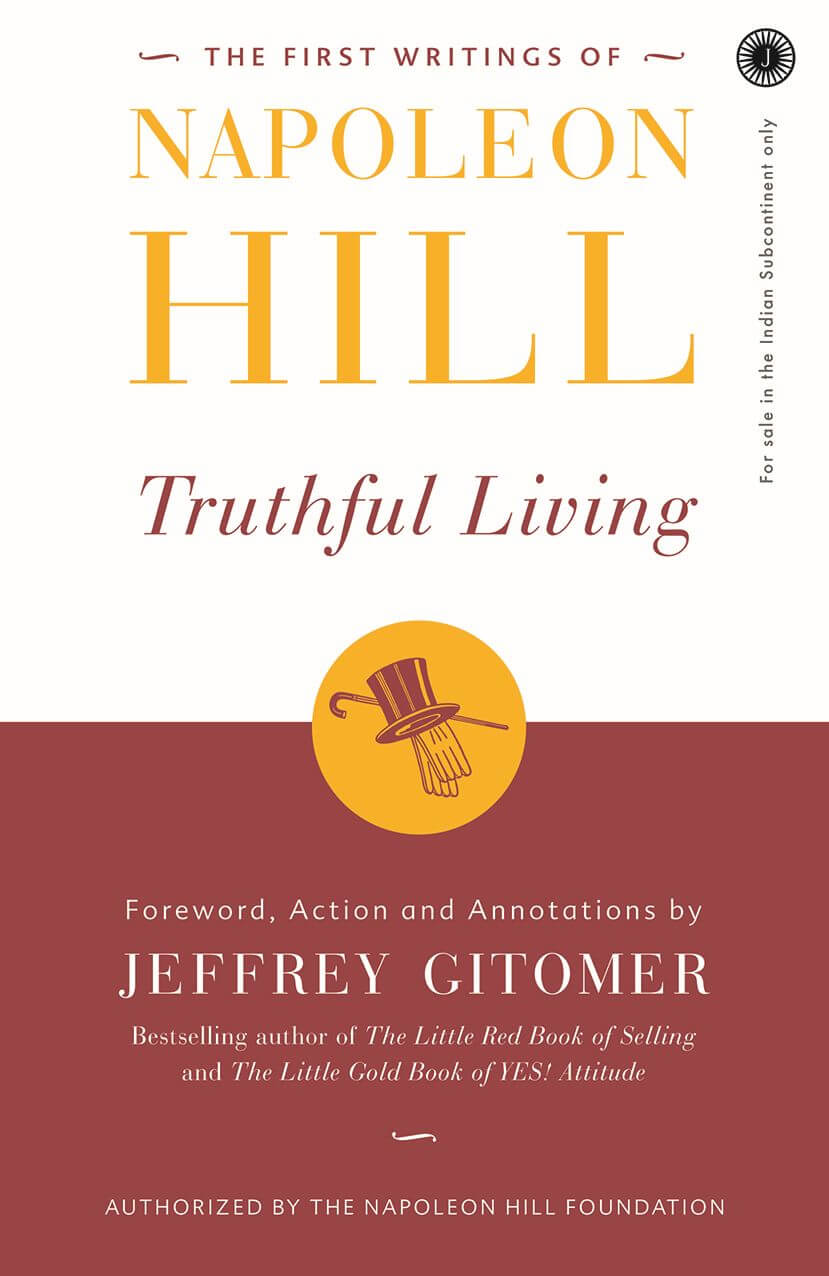 THE FIRST WRITINGS OF
NAPOLEON
HILL
Truthful Living
J
For sale in the Indian Subcontinent only
Foreword, Action and Annotations by
JEFFREY GITOMER
Bestselling author of The Little Red Book of Selling
and The Little Gold Book of YES! Attitude
AUTHORIZED BY THE NAPOLEON HILL FOUNDATION